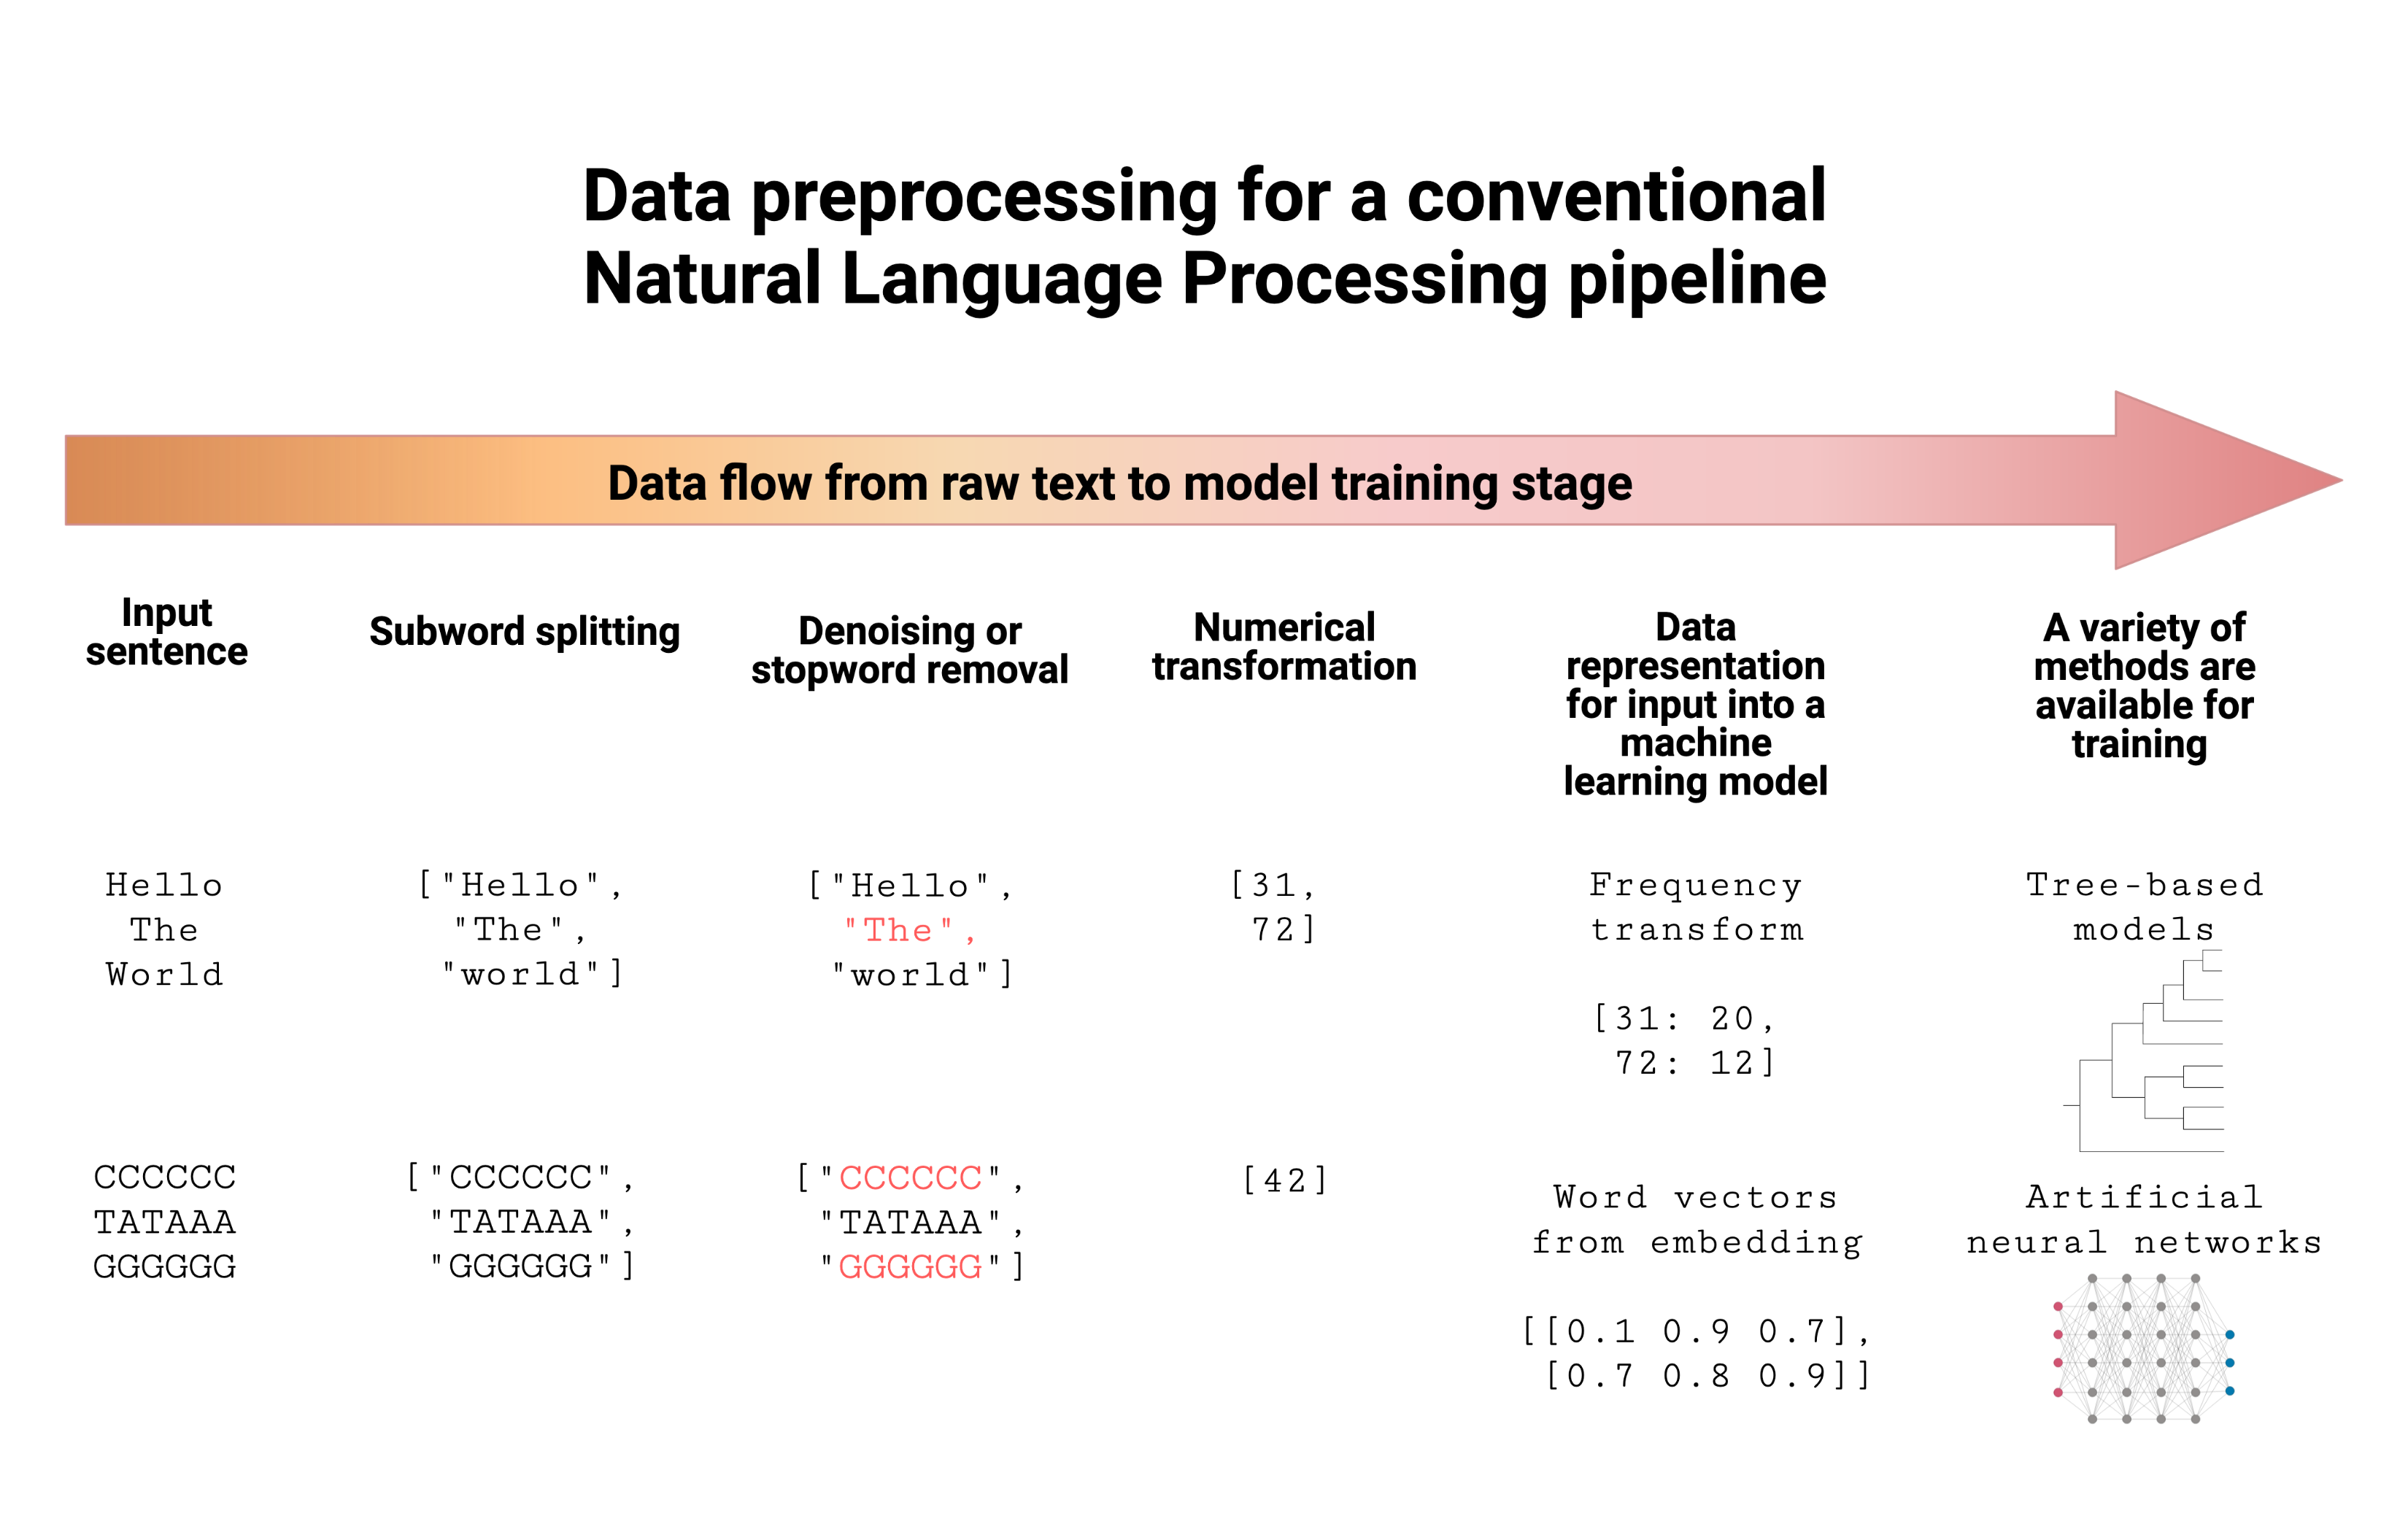 Data preprocessing for a conventional
Natural Language Processing pipeline
Data flow from raw text to model training stage
Input
sentence
Subword splitting
Denoising or
stopword removal
Numerical
transformation
Data
representation
for input into a
machine
learning model
A variety of
methods are
available for
training
Hello
The
World
["Hello",
"The",
"world"]
["Hello",
"The",
"world"]
[31,
72]
Frequency
transform
[31: 20,
72: 12]
Tree-based
models
CCCCCC
TATAAA
GGGGGG
["CCCCCC",
"TATAAA",
"GGGGGG"]
["CCCCCC",
"TATAAA",
"GGGGGG"]
[42]
Word vectors
from embedding
[[0.1 0.9 0.7],
[0.7 0.8 0.9]]
Artificial
neural networks